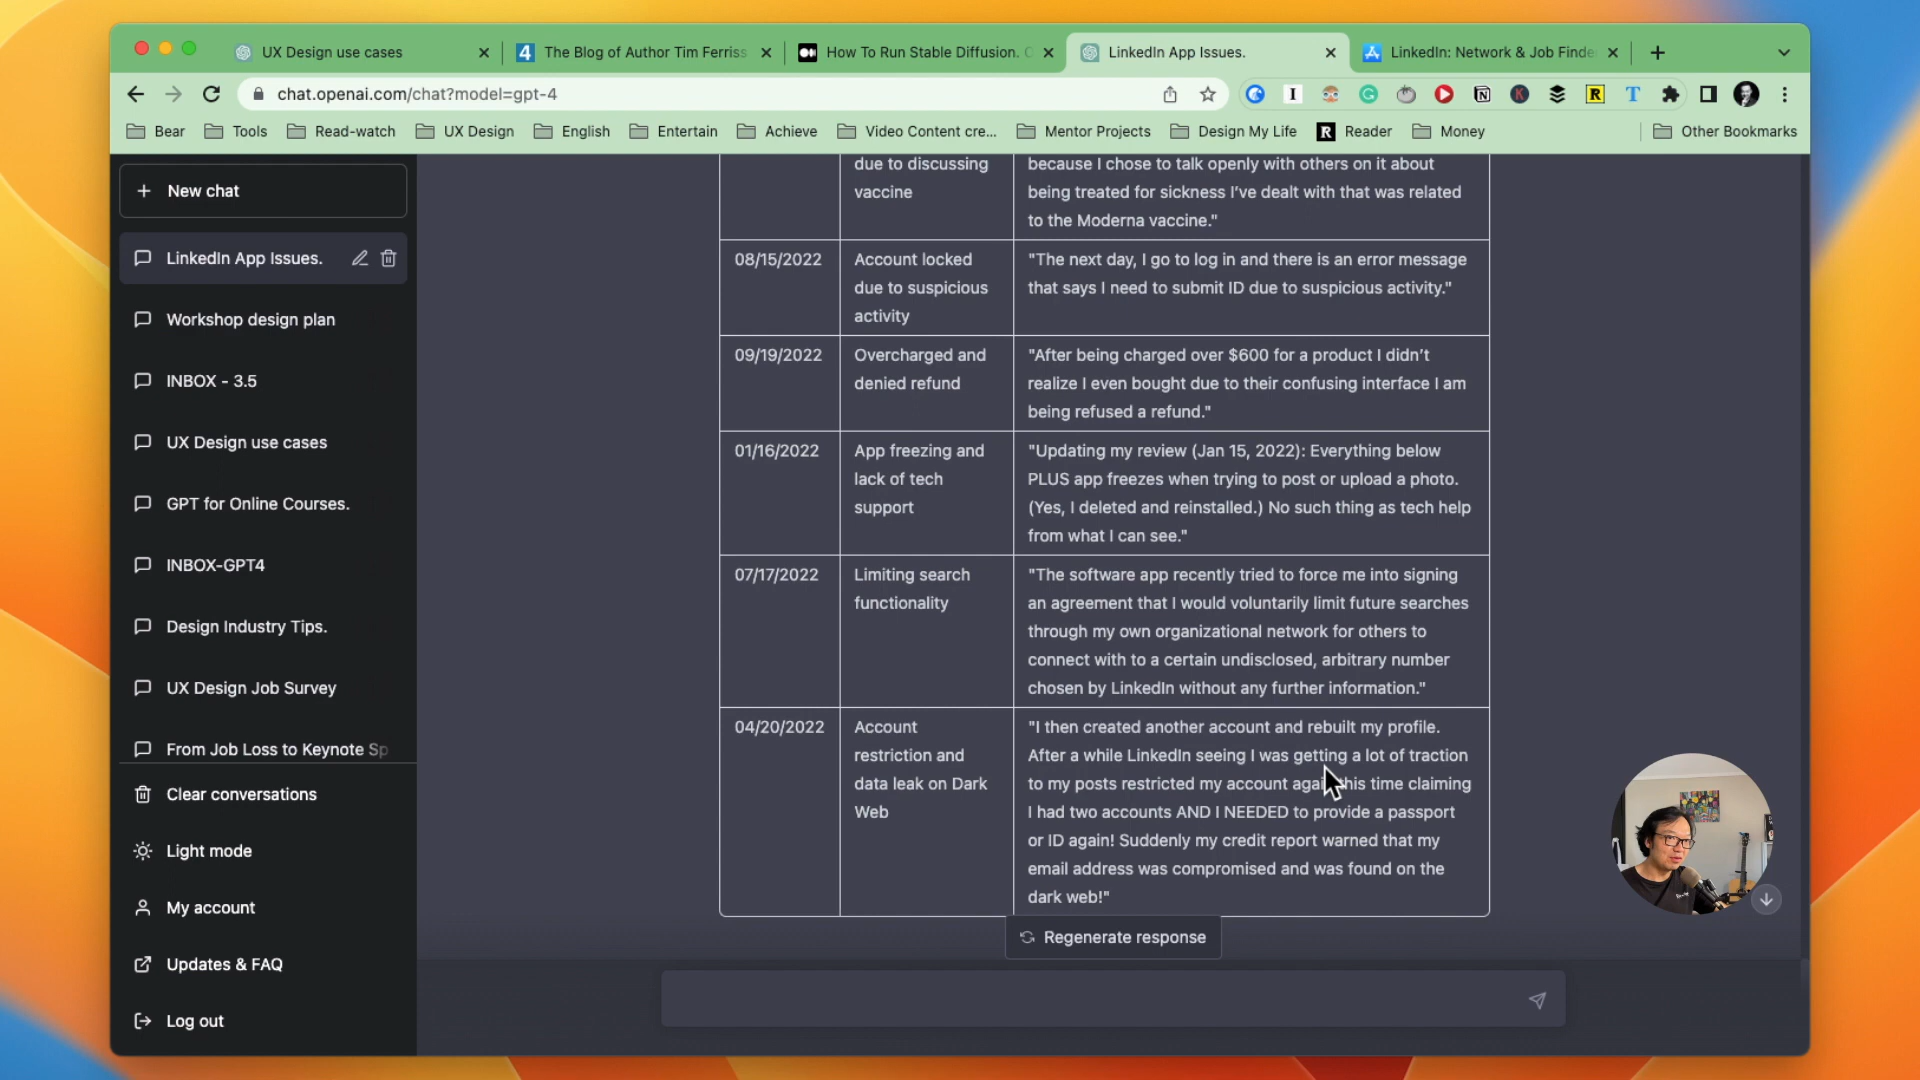 UX Design use cases
The Blog of Author Tim Ferriss
How To Run Stable Diffusion.
LinkedIn App Issues.
LinkedIn: Network & Job Finde
chat.openai.com/chat?model=gpt-4
Bear
Tools
Read-watch
UX Design
English
Entertain
Achieve
Video Content cre...
Mentor Projects
Design My Life
Reader
Money
Other Bookmarks
New chat
LinkedIn App Issues.
Workshop design plan
INBOX - 3.5
UX Design use cases
GPT for Online Courses.
INBOX-GPT4
Design Industry Tips.
UX Design Job Survey
From Job Loss to Keynote Sp
Clear conversations
Light mode
My account
Updates & FAQ
Log out
due to discussing
vaccine
because I chose to talk openly with others on it about
being treated for sickness I've dealt with that was related
to the Moderna vaccine."
08/15/2022
Account locked
due to suspicious
activity
"The next day, I go to log in and there is an error message
that says I need to submit ID due to suspicious activity."
09/19/2022
Overcharged and
denied refund
"After being charged over $600 for a product I didn't
realize I even bought due to their confusing interface I am
being refused a refund."
01/16/2022
App freezing and
lack of tech
support
"Updating my review (Jan 15, 2022): Everything below
PLUS app freezes when trying to post or upload a photo.
(Yes, I deleted and reinstalled.) No such thing as tech help
from what I can see."
07/17/2022
Limiting search
functionality
"The software app recently tried to force me into signing
an agreement that I would voluntarily limit future searches
through my own organizational network for others to
connect with to a certain undisclosed, arbitrary number
chosen by LinkedIn without any further information."
04/20/2022
Account
restriction and
data leak on Dark
Web
"I then created another account and rebuilt my profile.
After a while LinkedIn seeing I was getting a lot of traction
to my posts restricted my account again this time claiming
I had two accounts AND I NEEDED to provide a passport
or ID again! Suddenly my credit report warned that my
email address was compromised and was found on the
dark web!"
Regenerate response